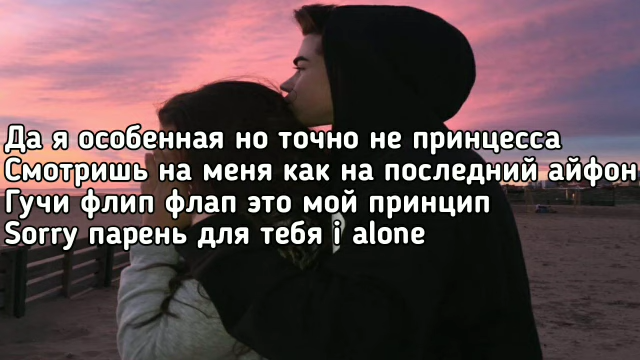 Да я особенная но точно не принцесса
Смотришь на меня как на последний айфон
Гучи флип флап это мой принцип
Sorry парень для тебя i alone